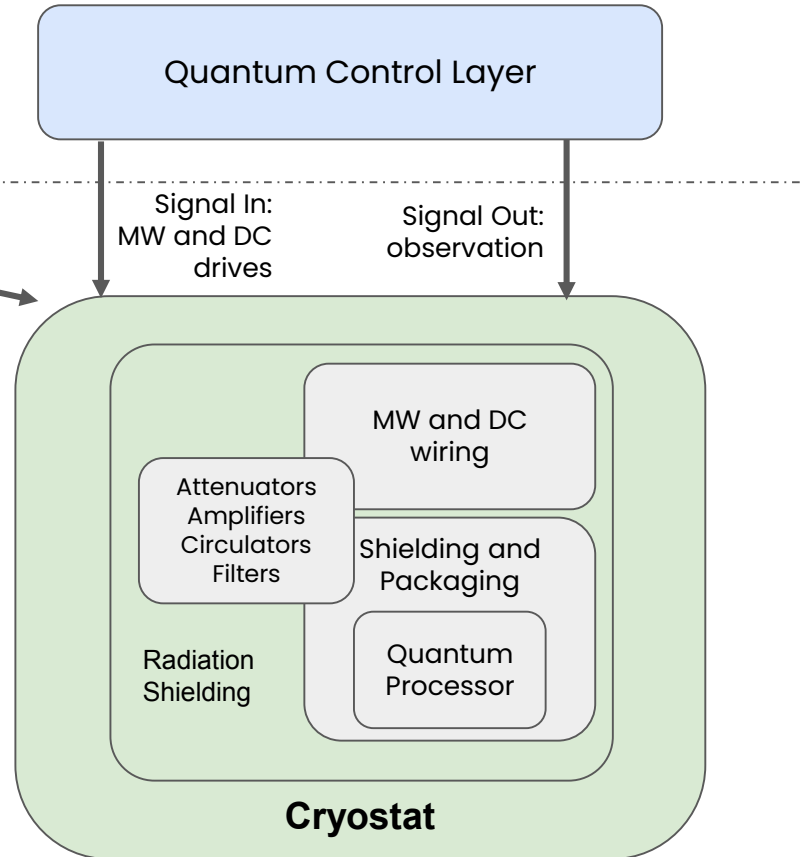 Quantum Control Layer
Signal In:
MW and DC
drives
Signal Out:
observation
MW and DC
wiring
Attenuators
Amplifiers
Circulators
Filters
Shielding and
Packaging
Quantum
Processor
Radiation
Shielding
Cryostat